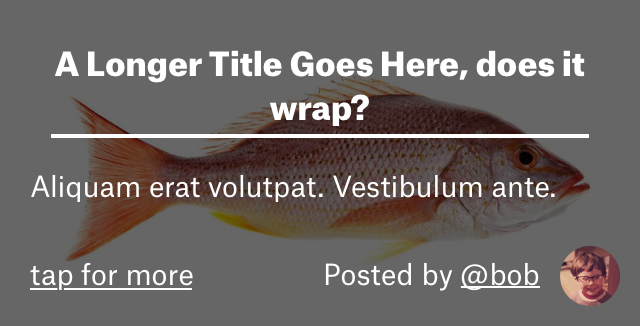 A Longer Title Goes Here, does it
wrap?
Aliquam erat volutpat. Vestibulum ante.
tap for more
Posted by @bob